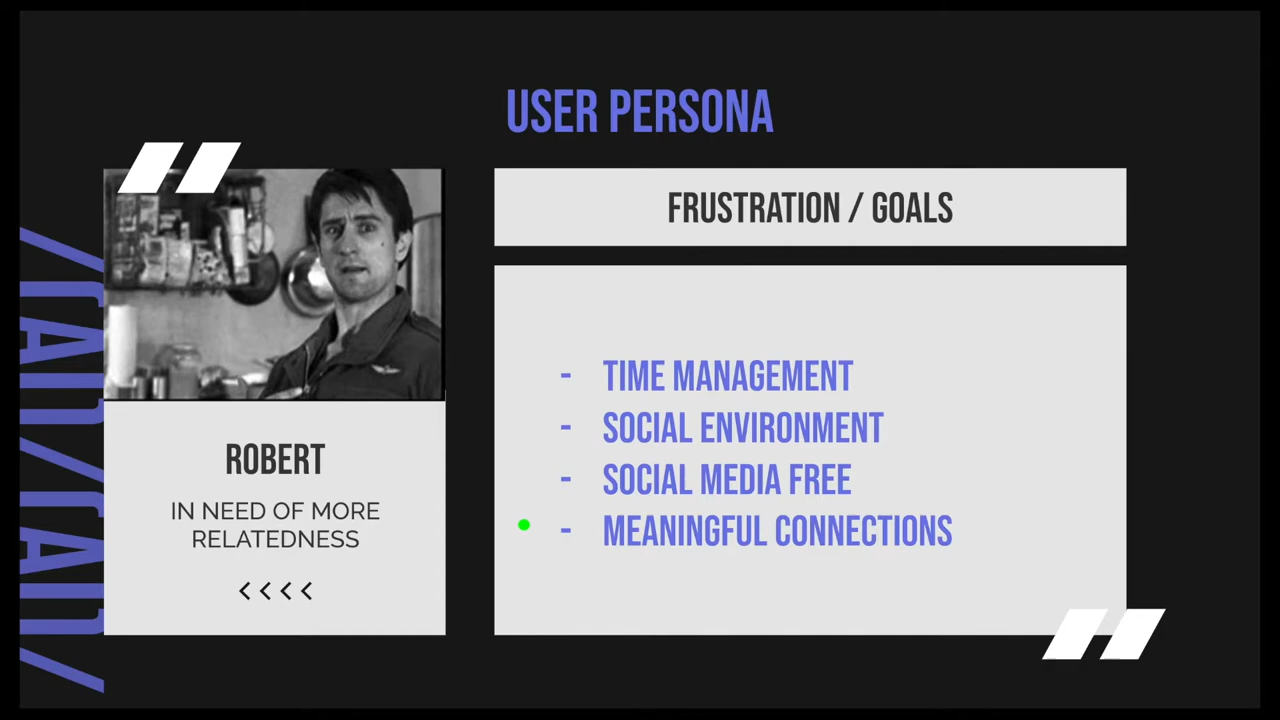 USER PERSONA
FRUSTRATION / GOALS
- TIME MANAGEMENT
- SOCIAL ENVIRONMENT
- SOCIAL MEDIA FREE
- MEANINGFUL CONNECTIONS
ROBERT
IN NEED OF MORE
RELATEDNESS